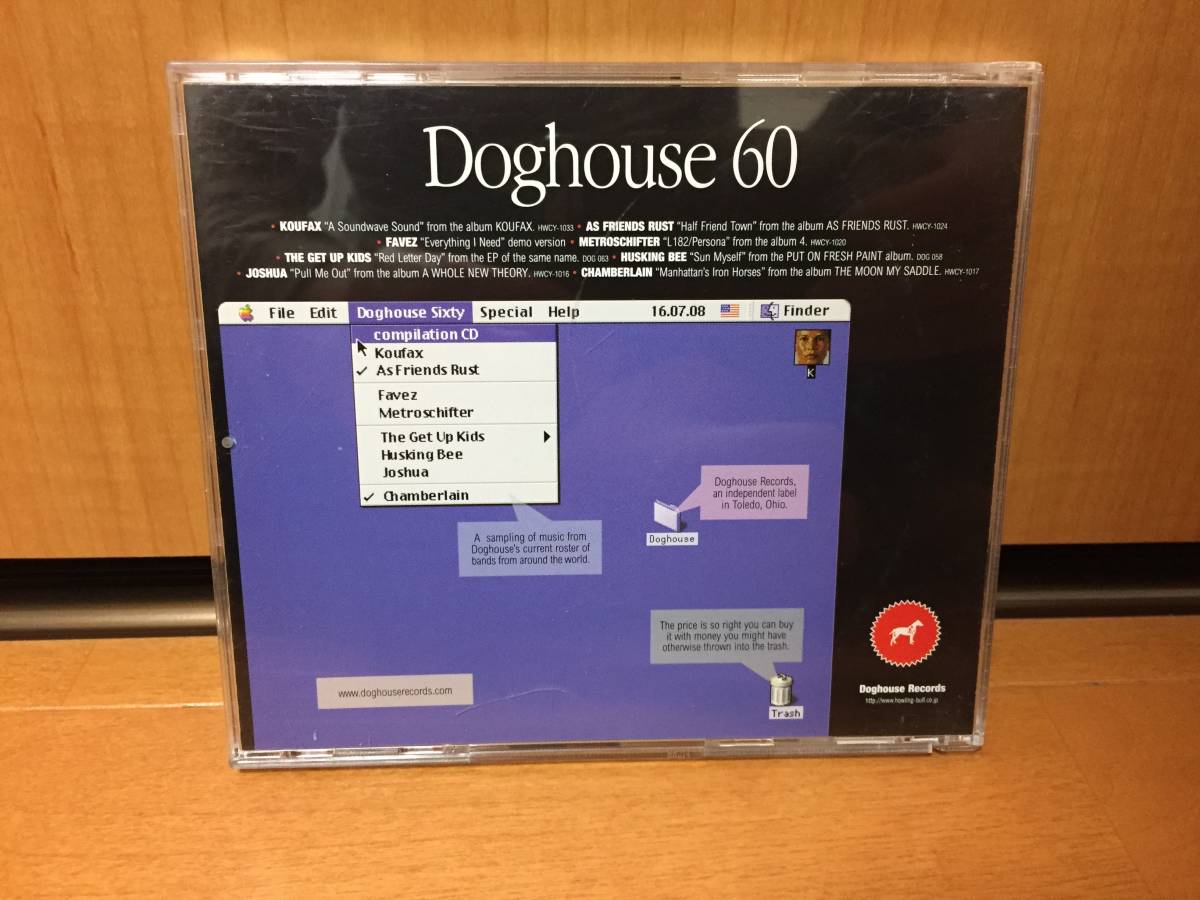 Doghouse 60
• KOUFAX "A Soundwave Sound" from the album KOUFAX. HWCY-1033 • AS FRIENDS RUST "Half Friend Town" from the album AS FRIENDS RUST. HWCY-1024
• FAVEZ "Everything I Need" demo version • METROSCHIFTER "L182/Persona" from the album 4. HWCY-1020
• THE GET UP KIDS "Red Letter Day" from the EP of the same name. DOG 063 • HUSKING BEE "Sun Myself" from the PUT ON FRESH PAINT album. DOG 058
• JOSHUA "Pull Me Out" from the album A WHOLE NEW THEORY. HWCY-1016 • CHAMBERLAIN "Manhattan's Iron Horses" from the album THE MOON MY SADDLE. HWCY-1017
File Edit Doghouse Sixty Special Help 16.07.08 Finder
compilation CD
Koufax
✓ As Friends Rust
Favez
Metroschifter
The Get Up Kids
Husking Bee
Joshua
✓ Chamberlain
K
Doghouse Records,
an independent label
in Toledo, Ohio.
Doghouse
A sampling of music from
Doghouse's current roster of
bands from around the world.
The price is so right you can buy
it with money you might have
otherwise thrown into the trash.
Trash
www.doghouserecords.com
Doghouse Records
http://www.howling-bull.co.jp